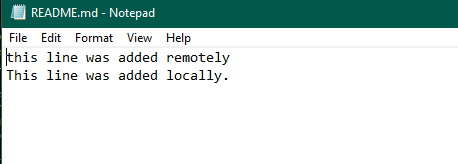 README.md - Notepad
File Edit Format View Help
this line was added remotely
This line was added locally.